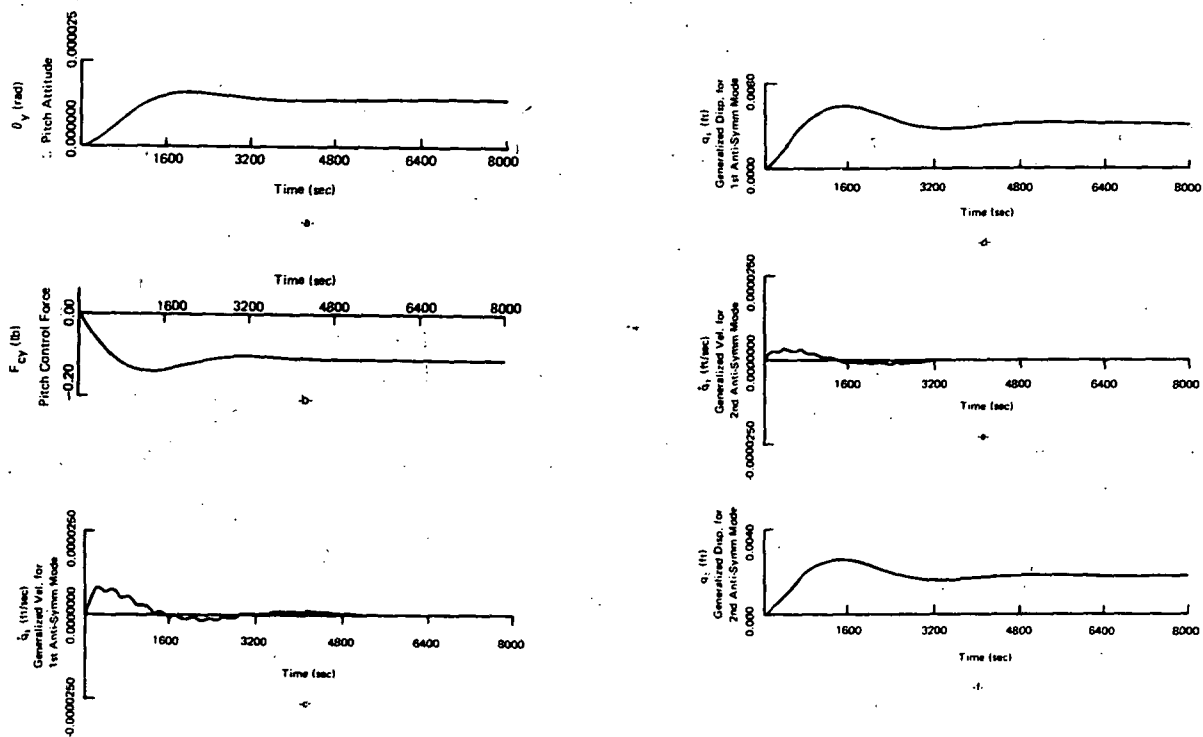 0.000025
0.000000
θy (rad)
Pitch Attitude
1600 3200 4800 6400 8000
Time (sec)
-a-
Time (sec)
1600 3200 4800 6400 8000
0.00
-0.20
Fcy (lb)
Pitch Control Force
-b-
0.0000250
0.0000000
-0.0000250
q̇1 (ft/sec)
Generalized Vel. for
1st Anti-Symm Mode
1600 3200 4800 6400 8000
Time (sec)
-c-
0.0080
0.0000
q1 (ft)
Generalized Disp. for
1st Anti-Symm Mode
1600 3200 4800 6400 8000
Time (sec)
-d-
0.0000250
0.0000000
-0.0000250
(ft/sec)
Generalized Vel. for
2nd Anti-Symm Mode
1600 3200 4800 6400 8000
Time (sec)
-e-
0.0040
0.000
q2 (ft)
Generalized Disp. for
2nd Anti-Symm Mode
1600 3200 4800 6400 8000
Time (sec)
-f-